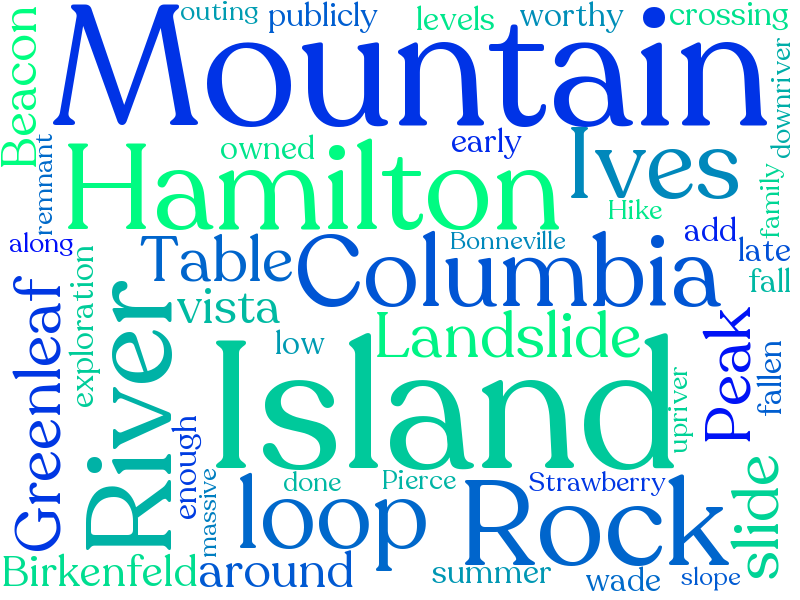 outing
publicly
levels
worthy
crossing
Mountain
Beacon
downriver
early
owned
Ives
remnant
Hamilton
Hike
family
along
add
Bonneville
late
Table
Columbia
fall
exploration
vista
Greenleaf
River
low
Landslide
Peak
Island
fallen
upriver
enough
massive
loop
done
Pierce
Strawberry
Rock
slide
Birkenfeld
around
summer
wade
slope